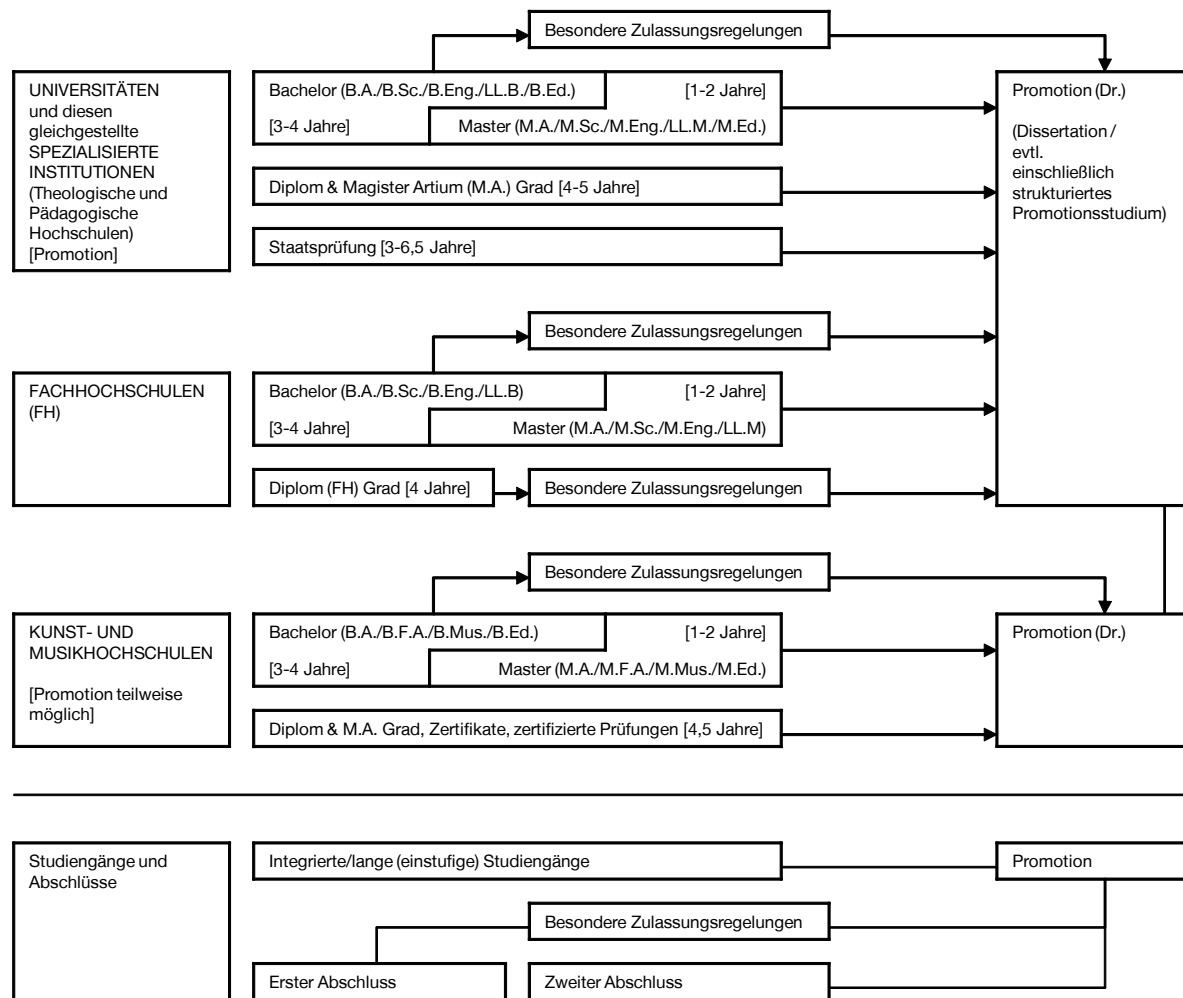 Besondere Zulassungsregelungen
UNIVERSITÄTEN
und diesen
gleichgestellte
SPEZIALISIERTE
INSTITUTIONEN
(Theologische und
Pädagogische
Hochschulen)
[Promotion]
Bachelor (B.A./B.Sc./B.Eng./LL.B./B.Ed.)
[1-2 Jahre]
[3-4 Jahre]
Master (M.A./M.Sc./M.Eng./LL.M./M.Ed.)
Diplom & Magister Artium (M.A.) Grad [4-5 Jahre]
Staatsprüfung [3-6,5 Jahre]
Promotion (Dr.)
(Dissertation /
evtl.
einschließlich
strukturiertes
Promotionsstudium)
Besondere Zulassungsregelungen
FACHHOCHSCHULEN
(FH)
Bachelor (B.A./B.Sc./B.Eng./LL.B)
[1-2 Jahre]
[3-4 Jahre]
Master (M.A./M.Sc./M.Eng./LL.M)
Diplom (FH) Grad [4 Jahre]
Besondere Zulassungsregelungen
Besondere Zulassungsregelungen
KUNST- UND
MUSIKHOCHSCHULEN
[Promotion teilweise
möglich]
Bachelor (B.A./B.F.A./B.Mus./B.Ed.)
[1-2 Jahre]
[3-4 Jahre]
Master (M.A./M.F.A./M.Mus./M.Ed.)
Diplom & M.A. Grad, Zertifikate, zertifizierte Prüfungen [4,5 Jahre]
Promotion (Dr.)
Studiengänge und
Abschlüsse
Integrierte/lange (einstufige) Studiengänge
Promotion
Besondere Zulassungsregelungen
Erster Abschluss
Zweiter Abschluss